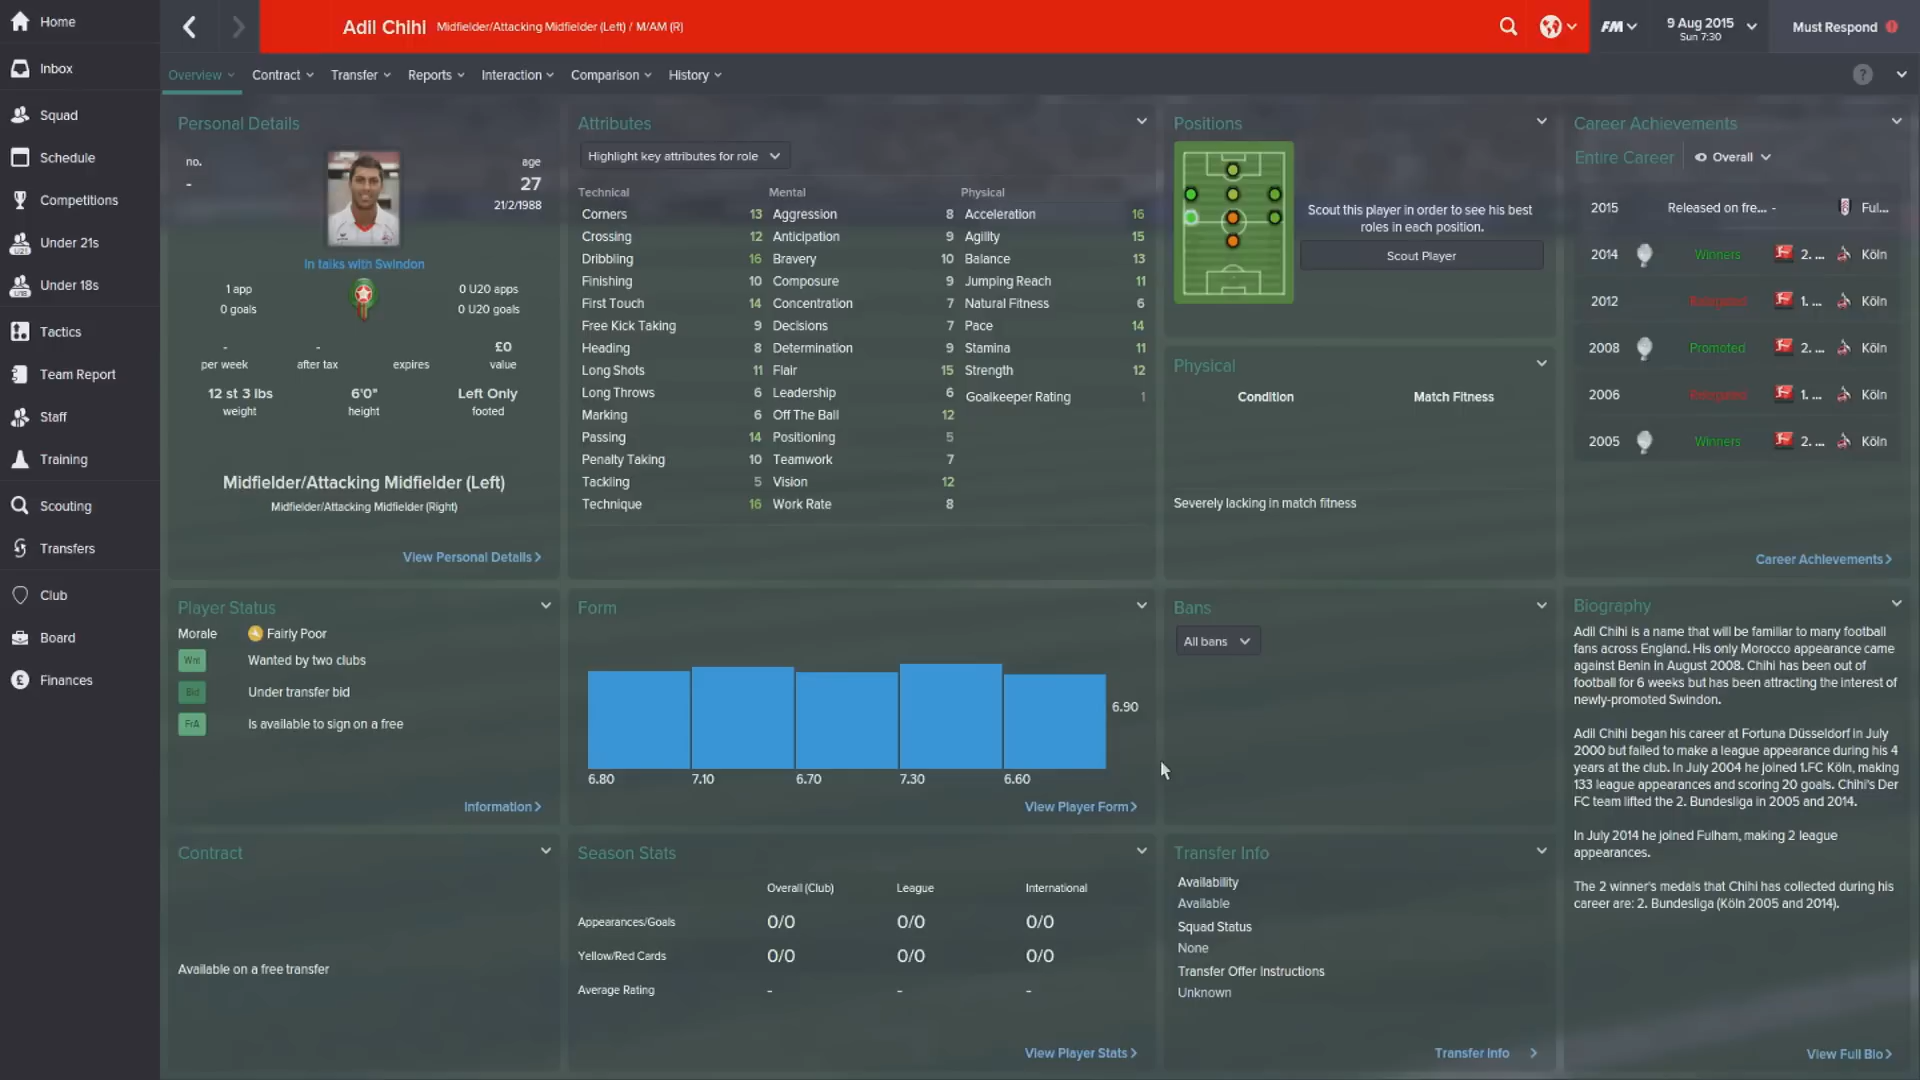 Home
Inbox
Squad
Schedule
Competitions
Under 21s
Under 18s
Tactics
Team Report
Staff
Training
Scouting
Transfers
Club
Board
Finances
Adil Chihi Midfielder/Attacking Midfielder (Left) / M/AM (R)
FM
9 Aug 2015
Sun 7:30
Must Respond
Overview Contract Transfer Reports Interaction Comparison History
Personal Details
no.
-
age
27
21/2/1988
In talks with Swindon
1 app
0 goals
0 U20 apps
0 U20 goals
- - £0
per week after tax expires value
12 st 3 lbs 6'0" Left Only
weight height footed
Midfielder/Attacking Midfielder (Left)
Midfielder/Attacking Midfielder (Right)
View Personal Details >
Attributes
Highlight key attributes for role
Technical Mental Physical
Corners 13 Aggression 8 Acceleration 16
Crossing 12 Anticipation 9 Agility 15
Dribbling 16 Bravery 10 Balance 13
Finishing 10 Composure 9 Jumping Reach 11
First Touch 14 Concentration 7 Natural Fitness 6
Free Kick Taking 9 Decisions 7 Pace 14
Heading 8 Determination 9 Stamina 11
Long Shots 11 Flair 15 Strength 12
Long Throws 6 Leadership 6 Goalkeeper Rating 1
Marking 6 Off The Ball 12
Passing 14 Positioning 5
Penalty Taking 10 Teamwork 7
Tackling 5 Vision 12
Technique 16 Work Rate 8
Positions
Scout this player in order to see his best
roles in each position.
Scout Player
Physical
Condition Match Fitness
Severely lacking in match fitness
Career Achievements
Entire Career Overall
2015 Released on fre... - Ful...
2014 Winners 2. ... Köln
2012 Relegated 1. ... Köln
2008 Promoted 2. ... Köln
2006 Relegated 1. ... Köln
2005 Winners 2. ... Köln
Career Achievements >
Player Status
Morale Fairly Poor
Wnt Wanted by two clubs
Bid Under transfer bid
FrA Is available to sign on a free
Information >
Form
6.90
6.80 7.10 6.70 7.30 6.60
View Player Form >
Bans
All bans
Biography
Adil Chihi is a name that will be familiar to many football
fans across England. His only Morocco appearance came
against Benin in August 2008. Chihi has been out of
football for 6 weeks but has been attracting the interest of
newly-promoted Swindon.
Adil Chihi began his career at Fortuna Düsseldorf in July
2000 but failed to make a league appearance during his 4
years at the club. In July 2004 he joined 1.FC Köln, making
133 league appearances and scoring 20 goals. Chihi's Der
FC team lifted the 2. Bundesliga in 2005 and 2014.
In July 2014 he joined Fulham, making 2 league
appearances.
The 2 winner's medals that Chihi has collected during his
career are: 2. Bundesliga (Köln 2005 and 2014).
View Full Bio >
Contract
Available on a free transfer
Season Stats
Overall (Club) League International
Appearances/Goals 0/0 0/0 0/0
Yellow/Red Cards 0/0 0/0 0/0
Average Rating - - -
View Player Stats >
Transfer Info
Availability
Available
Squad Status
None
Transfer Offer Instructions
Unknown
Transfer Info >